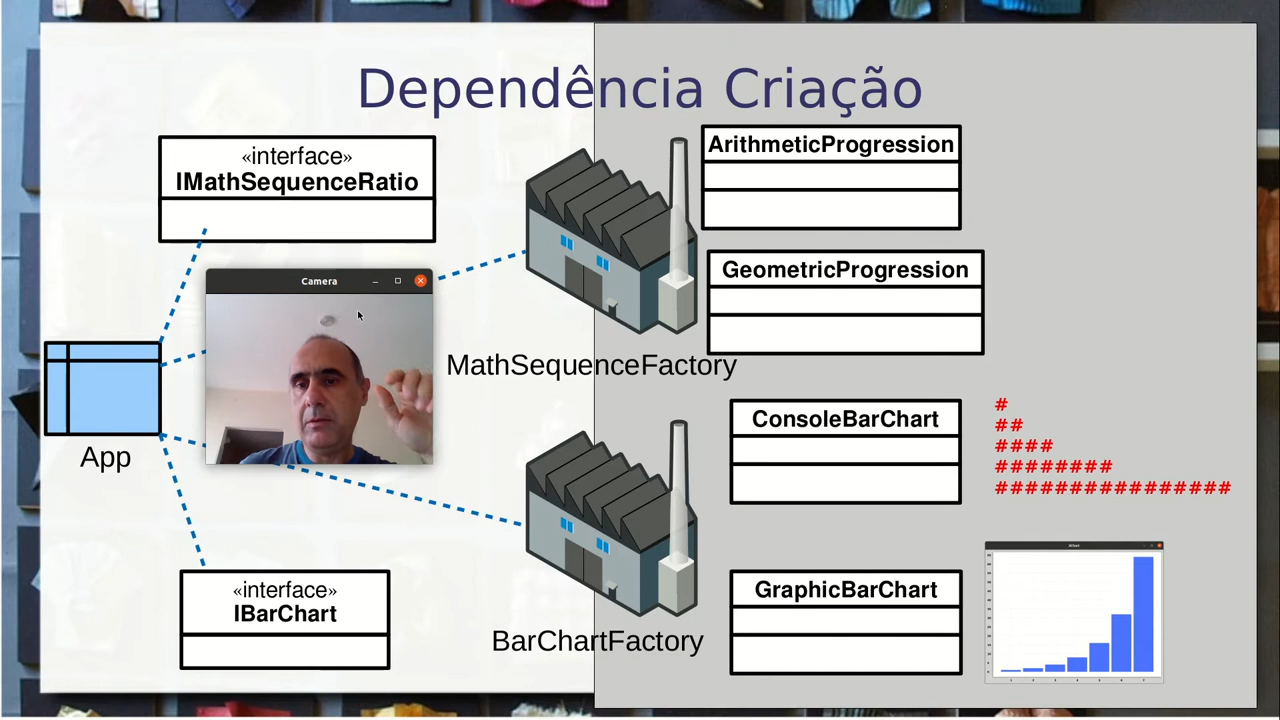 Dependência Criação
«interface»
IMathSequenceRatio
ArithmeticProgression
GeometricProgression
Camera
MathSequenceFactory
App
ConsoleBarChart
#
##
####
########
################
«interface»
IBarChart
GraphicBarChart
BarChartFactory